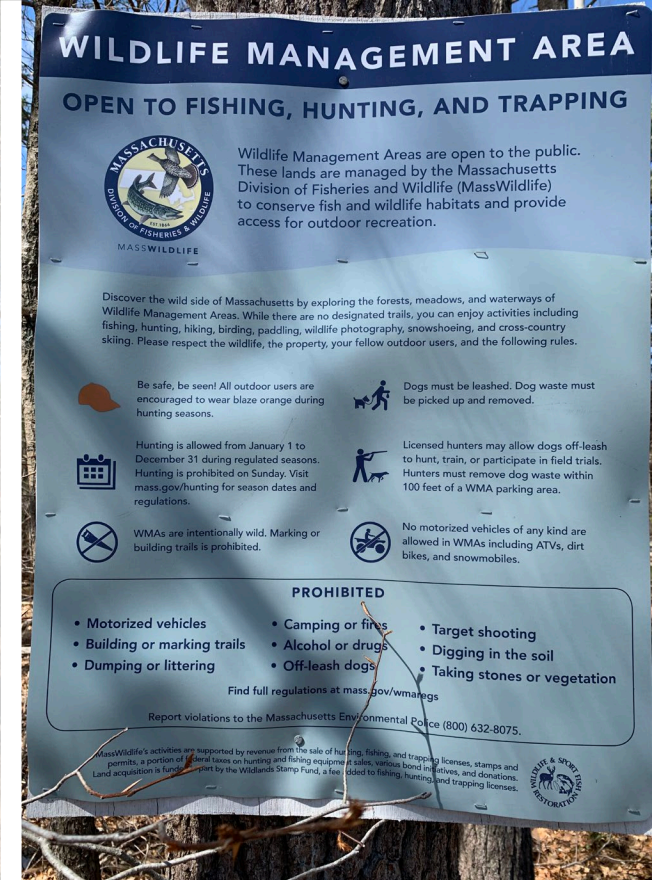 WILDLIFE MANAGEMENT AREA
OPEN TO FISHING, HUNTING, AND TRAPPING
MASSACHUSETTS
DIVISION OF FISHERIES & WILDLIFE
EST. 1866
MASSWILDLIFE
Wildlife Management Areas are open to the public.
These lands are managed by the Massachusetts
Division of Fisheries and Wildlife (MassWildlife)
to conserve fish and wildlife habitats and provide
access for outdoor recreation.
Discover the wild side of Massachusetts by exploring the forests, meadows, and waterways of
Wildlife Management Areas. While there are no designated trails, you can enjoy activities including
fishing, hunting, hiking, birding, paddling, wildlife photography, snowshoeing, and cross-country
skiing. Please respect the wildlife, the property, your fellow outdoor users, and the following rules.
Be safe, be seen! All outdoor users are
encouraged to wear blaze orange during
hunting seasons.
Dogs must be leashed. Dog waste must
be picked up and removed.
Hunting is allowed from January 1 to
December 31 during regulated seasons.
Hunting is prohibited on Sunday. Visit
mass.gov/hunting for season dates and
regulations.
Licensed hunters may allow dogs off-leash
to hunt, train, or participate in field trials.
Hunters must remove dog waste within
100 feet of a WMA parking area.
WMAs are intentionally wild. Marking or
building trails is prohibited.
No motorized vehicles of any kind are
allowed in WMAs including ATVs, dirt
bikes, and snowmobiles.
PROHIBITED
• Motorized vehicles
• Building or marking trails
• Dumping or littering
• Camping or fires
• Alcohol or drugs
• Off-leash dogs
• Target shooting
• Digging in the soil
• Taking stones or vegetation
Find full regulations at mass.gov/wmaregs
Report violations to the Massachusetts Environmental Police (800) 632-8075.
MassWildlife's activities are supported by revenue from the sale of hunting, fishing, and trapping licenses, stamps and
permits, a portion of federal taxes on hunting and fishing equipment sales, various bond initiatives, and donations.
Land acquisition is funded in part by the Wildlands Stamp Fund, a fee added to fishing, hunting, and trapping licenses.
WILDLIFE & SPORT FISH
RESTORATION